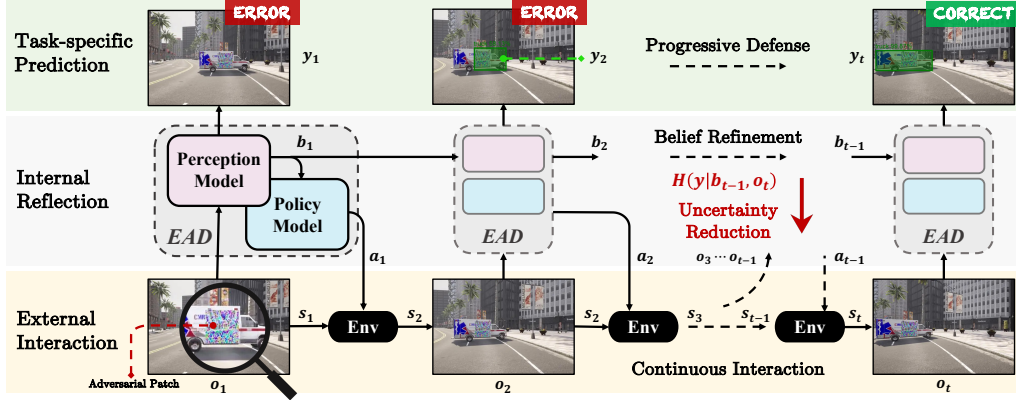 ERROR
ERROR
CORRECT
Task-specific
Prediction
y₁
y₂
Progressive Defense
yₜ
Internal
Reflection
Perception
Model
Policy
Model
EAD
b₁
a₁
EAD
b₂
a₂
Belief Refinement
H(y|bₜ₋₁, oₜ)
Uncertainty
Reduction
o₃ ⋯ oₜ₋₁
bₜ₋₁
aₜ₋₁
EAD
External
Interaction
Adversarial Patch
o₁
s₁
Env
s₂
o₂
s₂
Env
s₃
sₜ₋₁
Env
sₜ
Continuous Interaction
oₜ